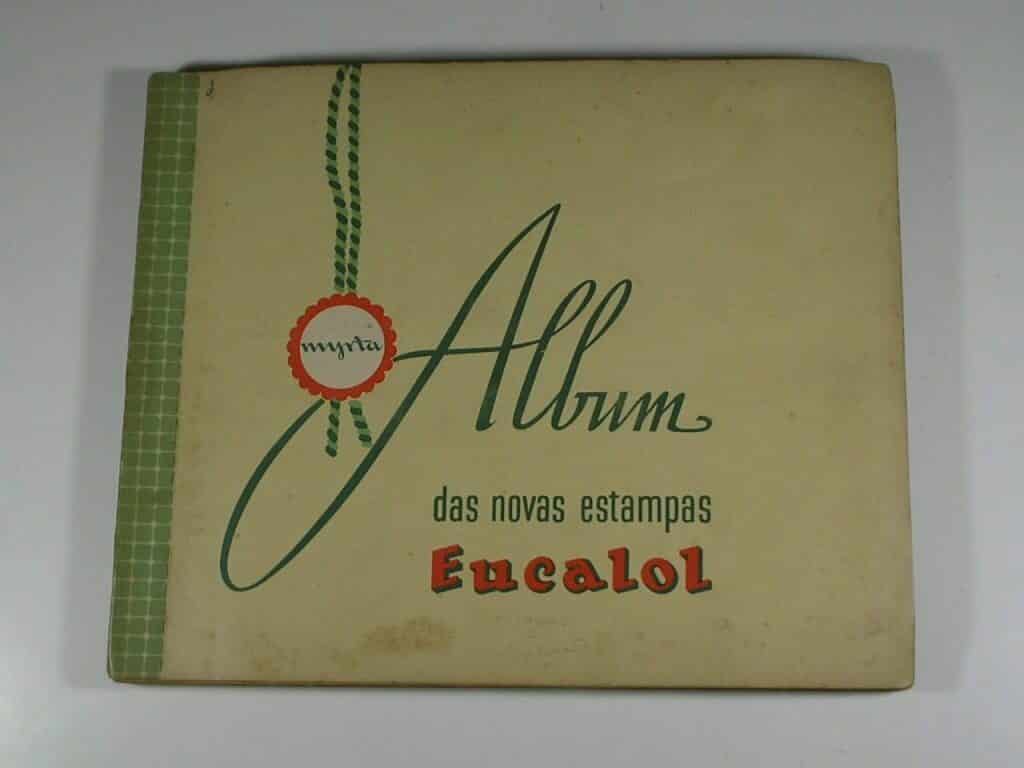 myrta
Album
das novas estampas
Eucalol